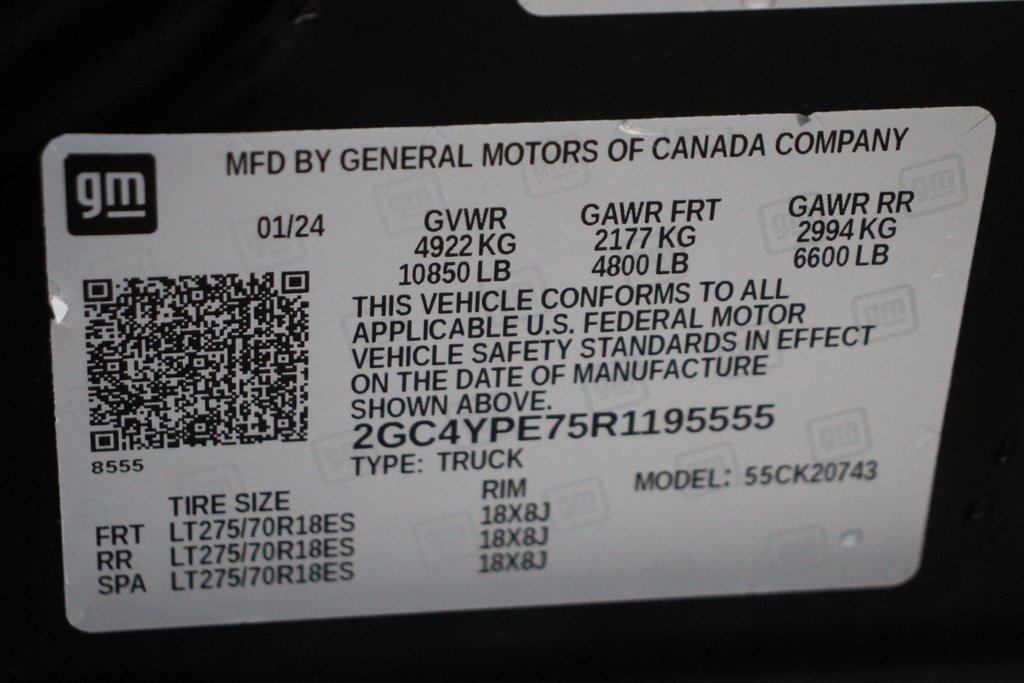 gm
MFD BY GENERAL MOTORS OF CANADA COMPANY
01/24 GVWR GAWR FRT GAWR RR
4922 KG 2177 KG 2994 KG
10850 LB 4800 LB 6600 LB
THIS VEHICLE CONFORMS TO ALL
APPLICABLE U.S. FEDERAL MOTOR
VEHICLE SAFETY STANDARDS IN EFFECT
ON THE DATE OF MANUFACTURE
SHOWN ABOVE.
2GC4YPE75R1195555
8555
TYPE: TRUCK MODEL: 55CK20743
TIRE SIZE RIM
FRT LT275/70R18ES 18X8J
RR LT275/70R18ES 18X8J
SPA LT275/70R18ES 18X8J